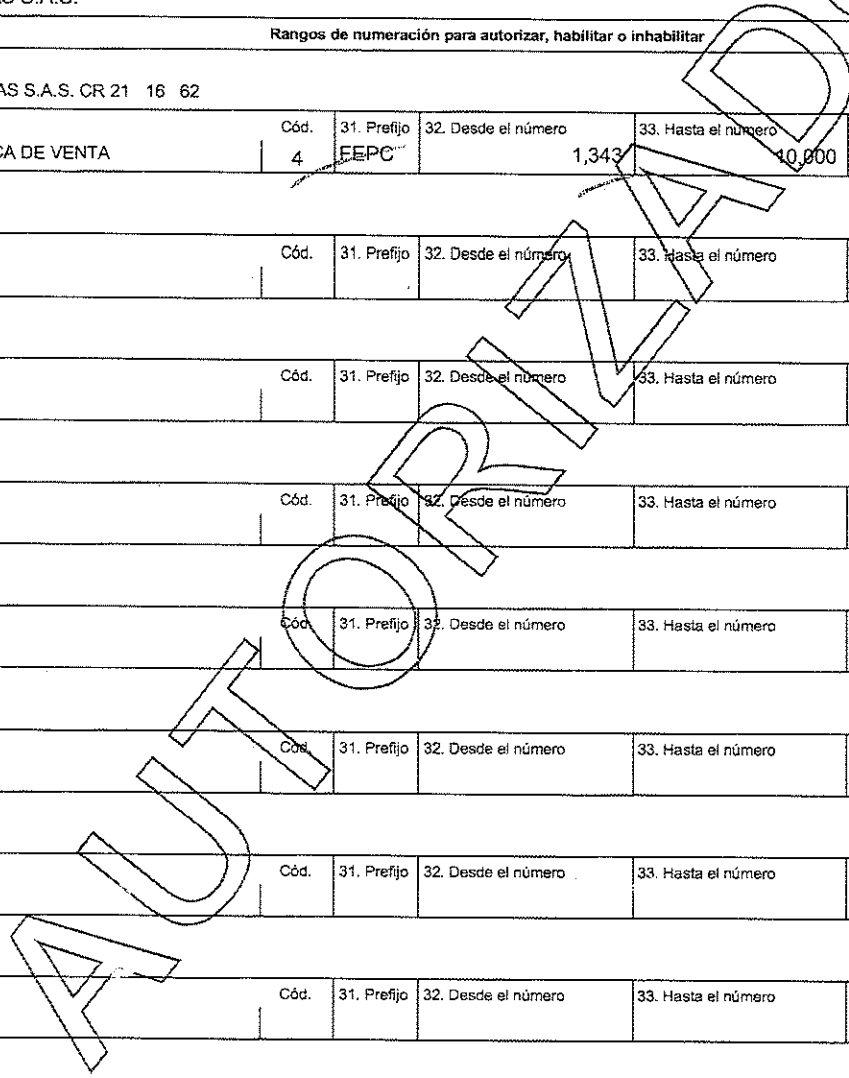 S.A.S.
Rangos de numeración para autorizar, habilitar o inhabilitar
AS S.A.S. CR 21 16 62
Cód. 31. Prefijo 32. Desde el número 33. Hasta el número
CA DE VENTA 4 FEPC 1,343 10,000
Cód. 31. Prefijo 32. Desde el número 33. Hasta el número
Cód. 31. Prefijo 32. Desde el número 33. Hasta el número
Cód. 31. Prefijo 32. Desde el número 33. Hasta el número
Cód. 31. Prefijo 32. Desde el número 33. Hasta el número
Cód. 31. Prefijo 32. Desde el número 33. Hasta el número
Cód. 31. Prefijo 32. Desde el número 33. Hasta el número
Cód. 31. Prefijo 32. Desde el número 33. Hasta el número
AUTORIZAD